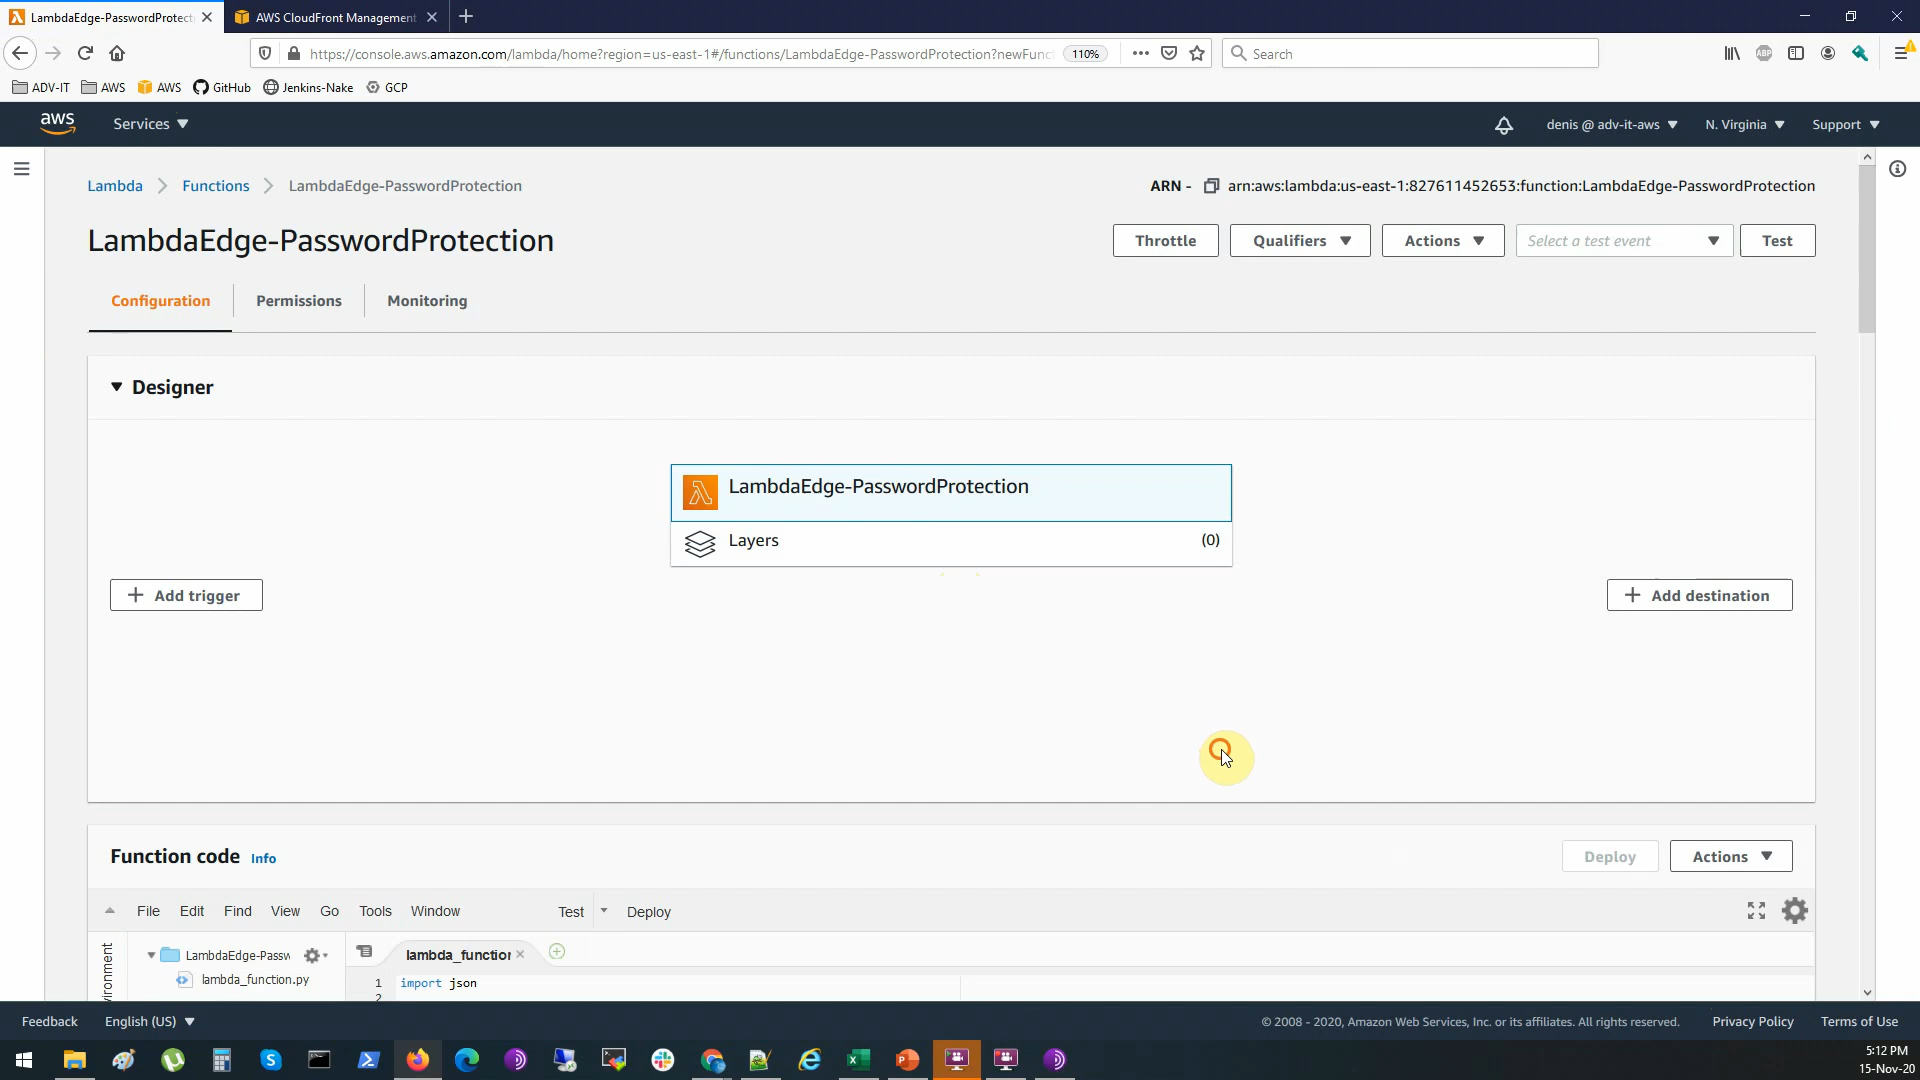 LambdaEdge-PasswordProtecti
AWS CloudFront Management
https://console.aws.amazon.com/lambda/home?region=us-east-1#/functions/LambdaEdge-PasswordProtection?newFunc
110%
Search
ABP
ADV-IT
AWS
AWS
GitHub
Jenkins-Nake
GCP
aws
Services
denis @ adv-it-aws
N. Virginia
Support
Lambda
Functions
LambdaEdge-PasswordProtection
ARN - arn:aws:lambda:us-east-1:827611452653:function:LambdaEdge-PasswordProtection
LambdaEdge-PasswordProtection
Throttle
Qualifiers
Actions
Select a test event
Test
Configuration
Permissions
Monitoring
Designer
LambdaEdge-PasswordProtection
Layers
(0)
Add trigger
Add destination
Function code Info
Deploy
Actions
File Edit Find View Go Tools Window Test Deploy
LambdaEdge-Passw
lambda_function
lambda_function.py
1 import json
2
Feedback
English (US)
© 2008 - 2020, Amazon Web Services, Inc. or its affiliates. All rights reserved.
Privacy Policy
Terms of Use
5:12 PM
15-Nov-20